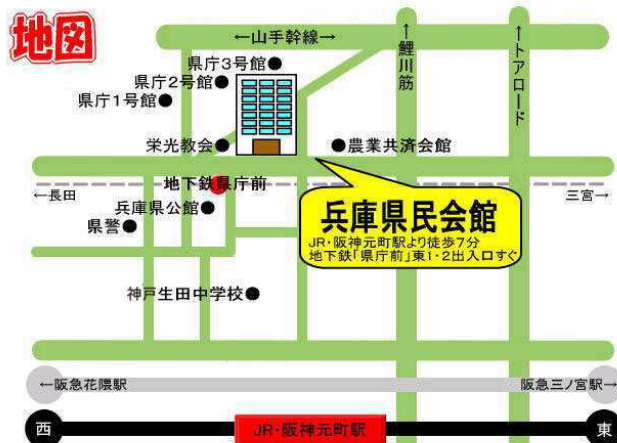 地図
←山手幹線→
←鯉川筋
←トアロード
県庁3号館●
県庁2号館●
県庁1号館●
栄光教会●
●農業共済会館
地下鉄県庁前
←長田
三宮→
兵庫県公館●
県警●
兵庫県民会館
JR・阪神元町駅より徒歩7分
地下鉄「県庁前」東1・2出入口すぐ
神戸生田中学校●
←阪急花隈駅
阪急三ノ宮駅→
西
JR・阪神元町駅
東